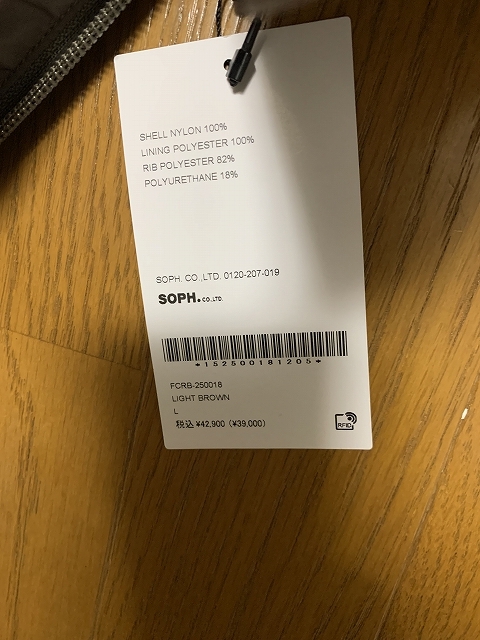 SHELL NYLON 100%
LINING POLYESTER 100%
RIB POLYESTER 82%
POLYURETHANE 18%
SOPH. CO.,LTD. 0120-207-019
SOPH.CO.,LTD.
*152500181205*
FCRB-250018
LIGHT BROWN
L
税込 ¥42,900 (¥39,000)
RFID